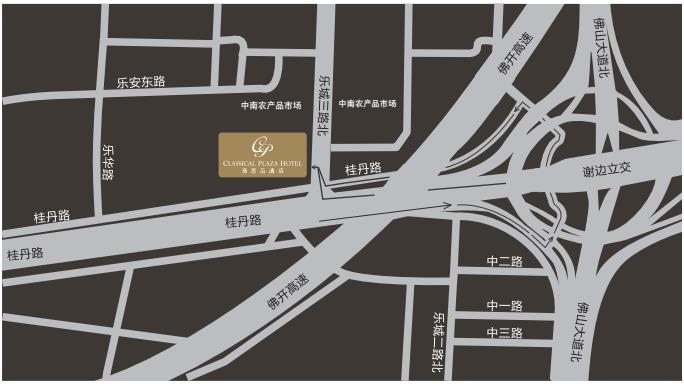 佛山大道北
佛开高速
乐安东路
乐城三路北
中南农产品市场
中南农产品市场
CP
CLASSICAL PLAZA HOTEL
乐华路
桂丹路
谢边立交
桂丹路
桂丹路
桂丹路
中二路
佛开高速
中一路
佛山大道北
乐城二路北
中三路